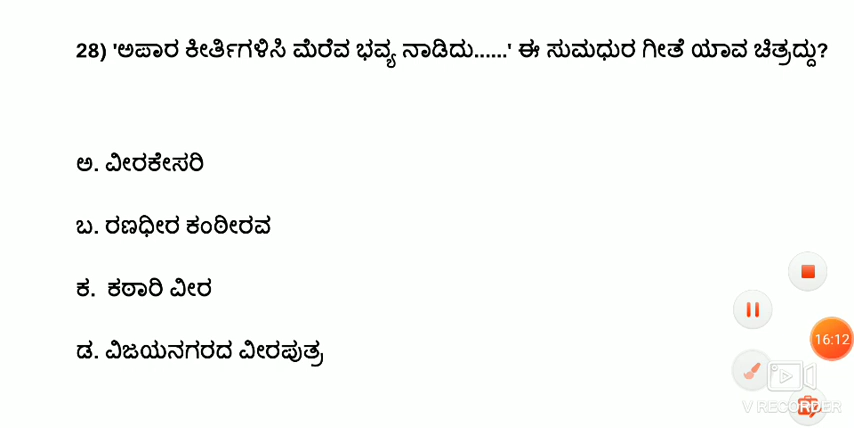 28) 'ಅಪಾರ ಕೀರ್ತಿಗಳಿಸಿ ಮೆರೆವ ಭವ್ಯ ನಾಡಿದು......' ಈ ಸುಮಧುರ ಗೀತೆ ಯಾವ ಚಿತ್ರದ್ದು?
ಅ. ವೀರಕೇಸರಿ
ಬ. ರಣಧೀರ ಕಂಠೀರವ
ಕ. ಕಠಾರಿ ವೀರ
ಡ. ವಿಜಯನಗರದ ವೀರಪುತ್ರ
16:12
V RECORDER